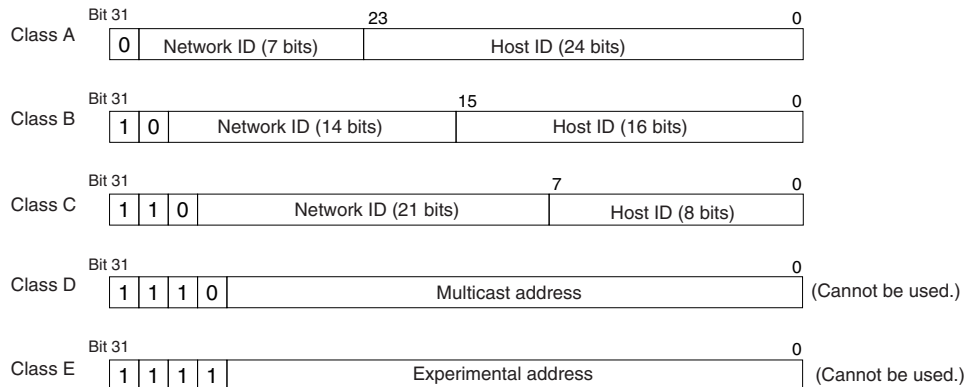 Bit 31 23 0
Class A 0 Network ID (7 bits) Host ID (24 bits)
Bit 31 15 0
Class B 1 0 Network ID (14 bits) Host ID (16 bits)
Bit 31 7 0
Class C 1 1 0 Network ID (21 bits) Host ID (8 bits)
Bit 31 0
Class D 1 1 1 0 Multicast address (Cannot be used.)
Bit 31 0
Class E 1 1 1 1 Experimental address (Cannot be used.)